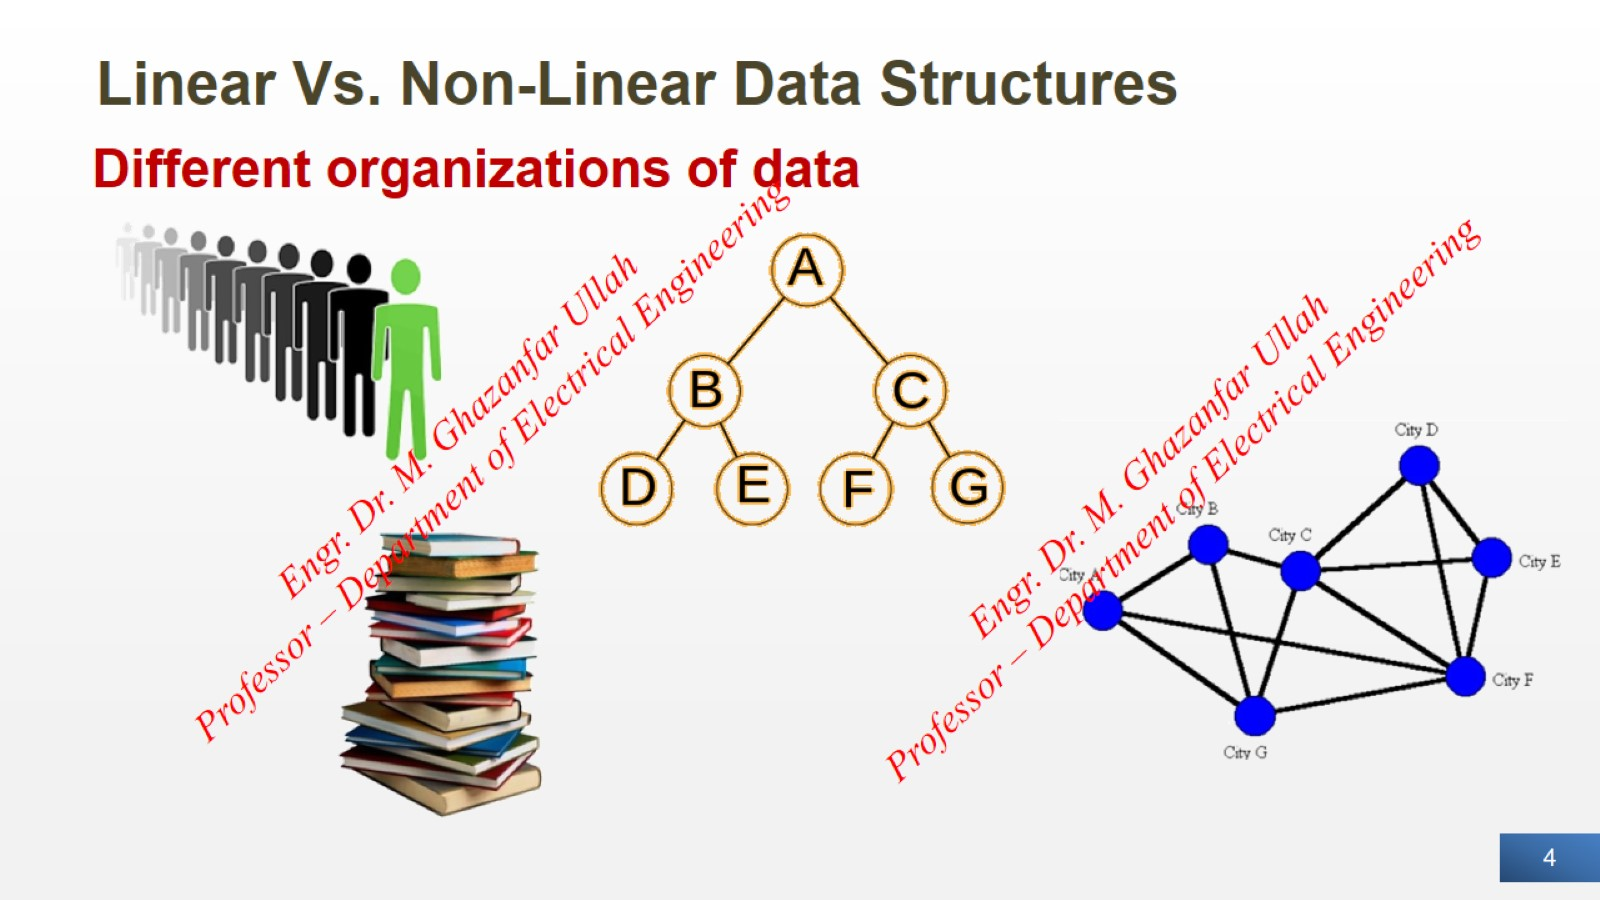 Linear Vs. Non-Linear Data Structures
Different organizations of data
Engr. Dr. M. Ghazanfar Ullah
Professor – Department of Electrical Engineering
A
B
C
D
E
F
G
Engr. Dr. M. Ghazanfar Ullah
Professor – Department of Electrical Engineering
City D
City B
City C
City E
City A
City F
City G
4